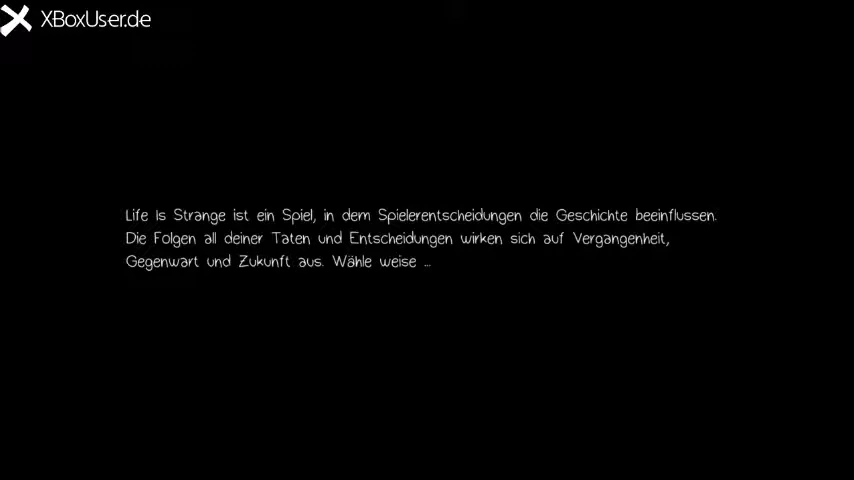 XBoxUser.de
Life Is Strange ist ein Spiel, in dem Spielerentscheidungen die Geschichte beeinflussen.
Die Folgen all deiner Taten und Entscheidungen wirken sich auf Vergangenheit,
Gegenwart und Zukunft aus. Wähle weise ...